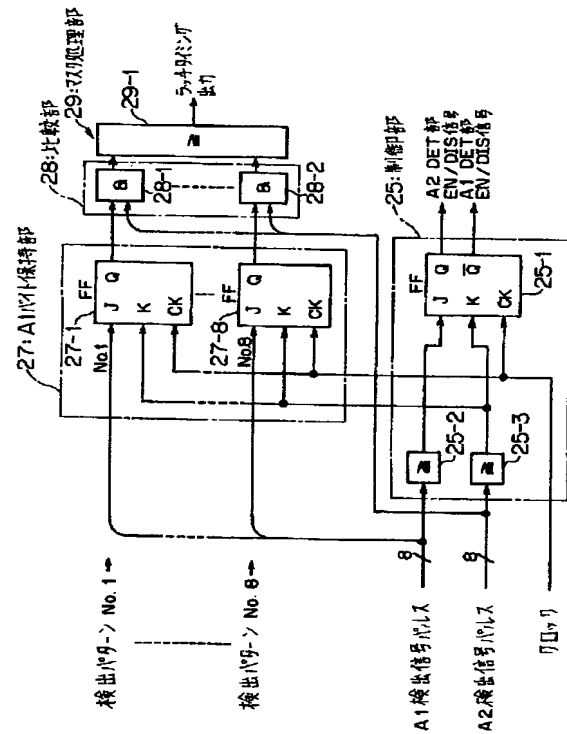 29:マスク処理部
28:比較部
29-1
ラッチタイミング
出力
28-1
28-2
27:A1バイト保持部
27-1
FF
J
Q
K
CK
No.1
27-8
FF
J
Q
K
CK
No.8
検出パターン No.1
検出パターン No.8
25:制御部
A2 DET部
EN/DIS信号
A1 DET部
EN/DIS信号
FF
J
Q
K
Q
CK
25-1
25-2
25-3
8
8
A1検出信号パルス
A2検出信号パルス
クロック